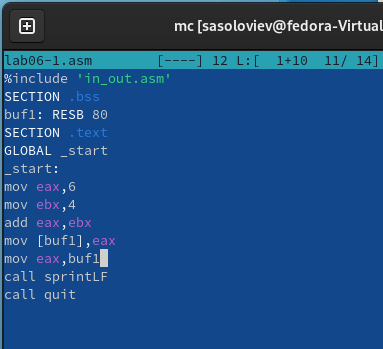 mc [sasoloviev@fedora-Virtual
lab06-1.asm [----] 12 L:[ 1+10 11/ 14]
%include 'in_out.asm'
SECTION .bss
buf1: RESB 80
SECTION .text
GLOBAL _start
_start:
mov eax,6
mov ebx,4
add eax,ebx
mov [buf1],eax
mov eax,buf1
call sprintLF
call quit